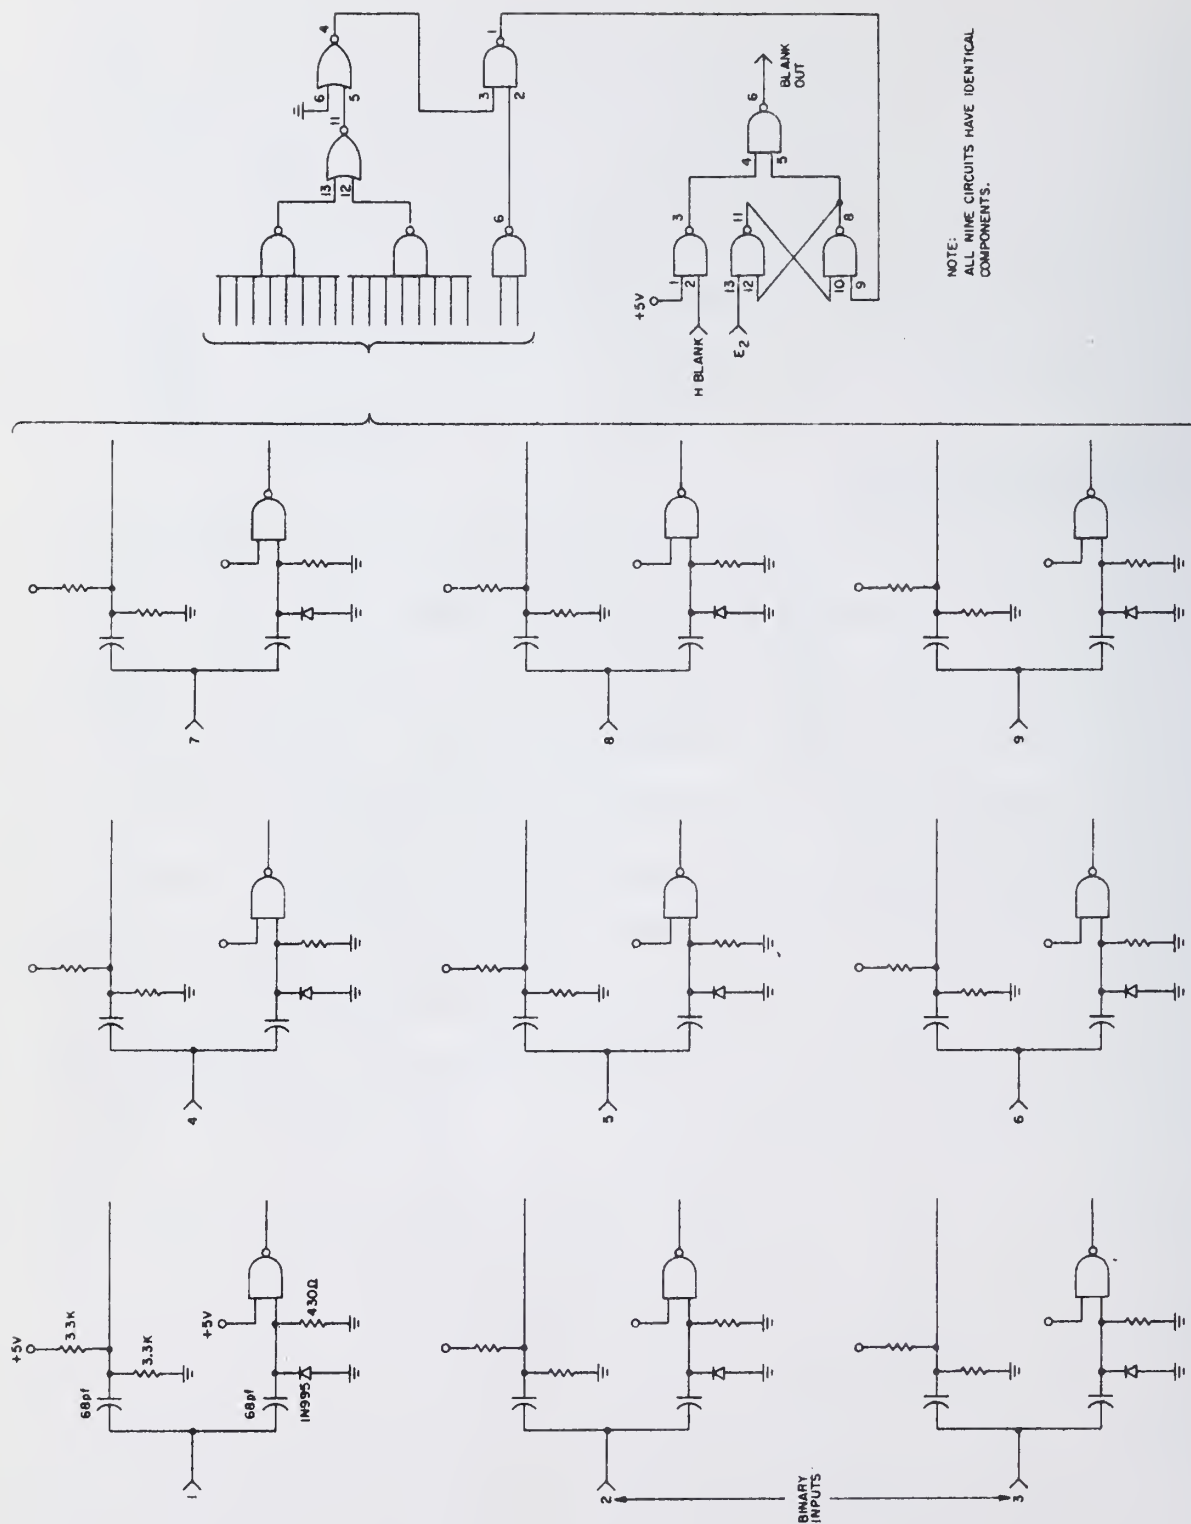 +5V
3.3K
3.3K
68pf
1
+5V
68pf
1N995
430Ω
2
BINARY
INPUTS
3
4
5
6
7
8
9
13
12
11
6
5
4
6
3
2
1
+5V
1
2
3
H BLANK
E2
13
12
11
10
9
8
4
5
6
BLANK
OUT
NOTE:
ALL NINE CIRCUITS HAVE IDENTICAL
COMPONENTS.